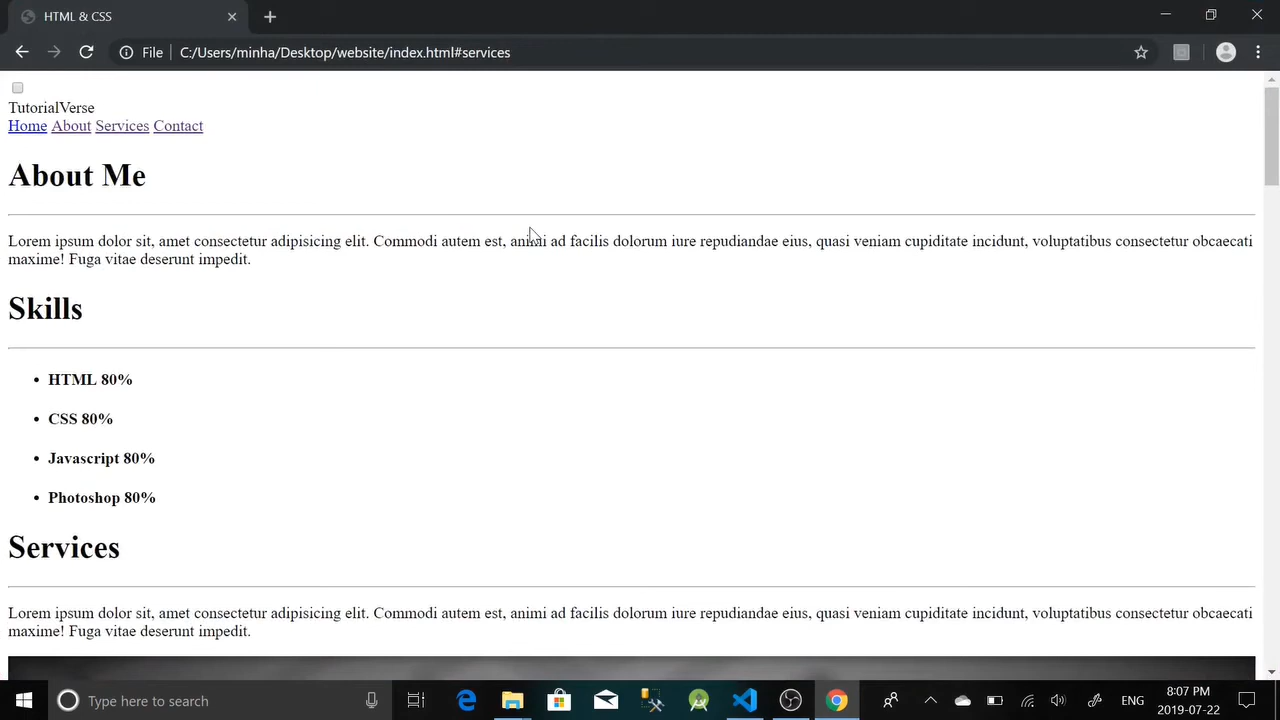 HTML & CSS
File
C:/Users/minha/Desktop/website/index.html#services
TutorialVerse
Home About Services Contact
About Me
Lorem ipsum dolor sit, amet consectetur adipisicing elit. Commodi autem est, animi ad facilis dolorum iure repudiandae eius, quasi veniam cupiditate incidunt, voluptatibus consectetur obcaecati
maxime! Fuga vitae deserunt impedit.
Skills
• HTML 80%
• CSS 80%
• Javascript 80%
• Photoshop 80%
Services
Lorem ipsum dolor sit, amet consectetur adipisicing elit. Commodi autem est, animi ad facilis dolorum iure repudiandae eius, quasi veniam cupiditate incidunt, voluptatibus consectetur obcaecati
maxime! Fuga vitae deserunt impedit.
Type here to search
ENG
8:07 PM
2019-07-22